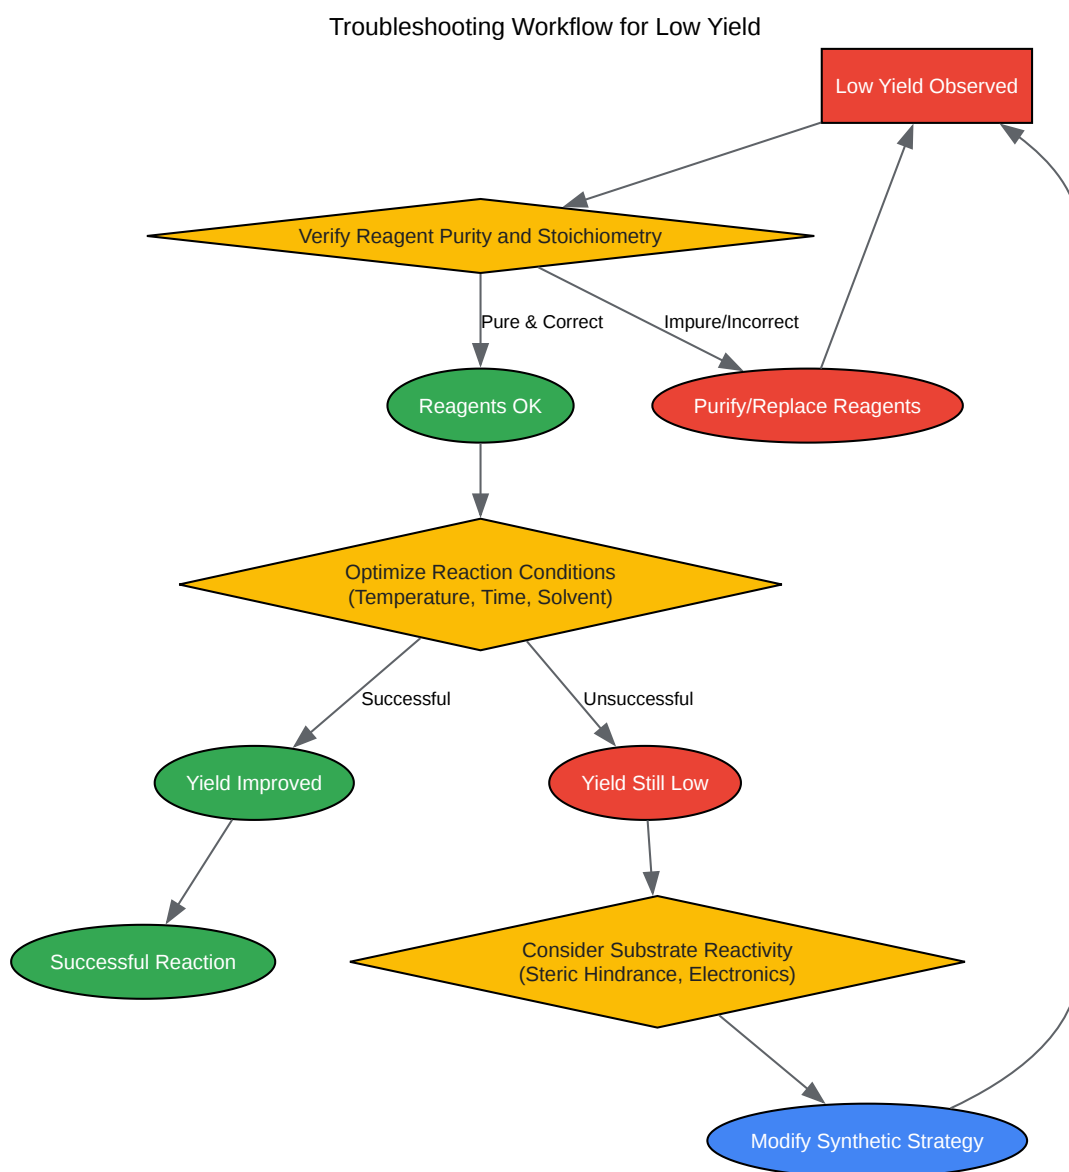 Troubleshooting Workflow for Low Yield
Low Yield Observed
Verify Reagent Purity and Stoichiometry
Pure & Correct
Impure/Incorrect
Reagents OK
Purify/Replace Reagents
Optimize Reaction Conditions
(Temperature, Time, Solvent)
Successful
Unsuccessful
Yield Improved
Yield Still Low
Successful Reaction
Consider Substrate Reactivity
(Steric Hindrance, Electronics)
Modify Synthetic Strategy